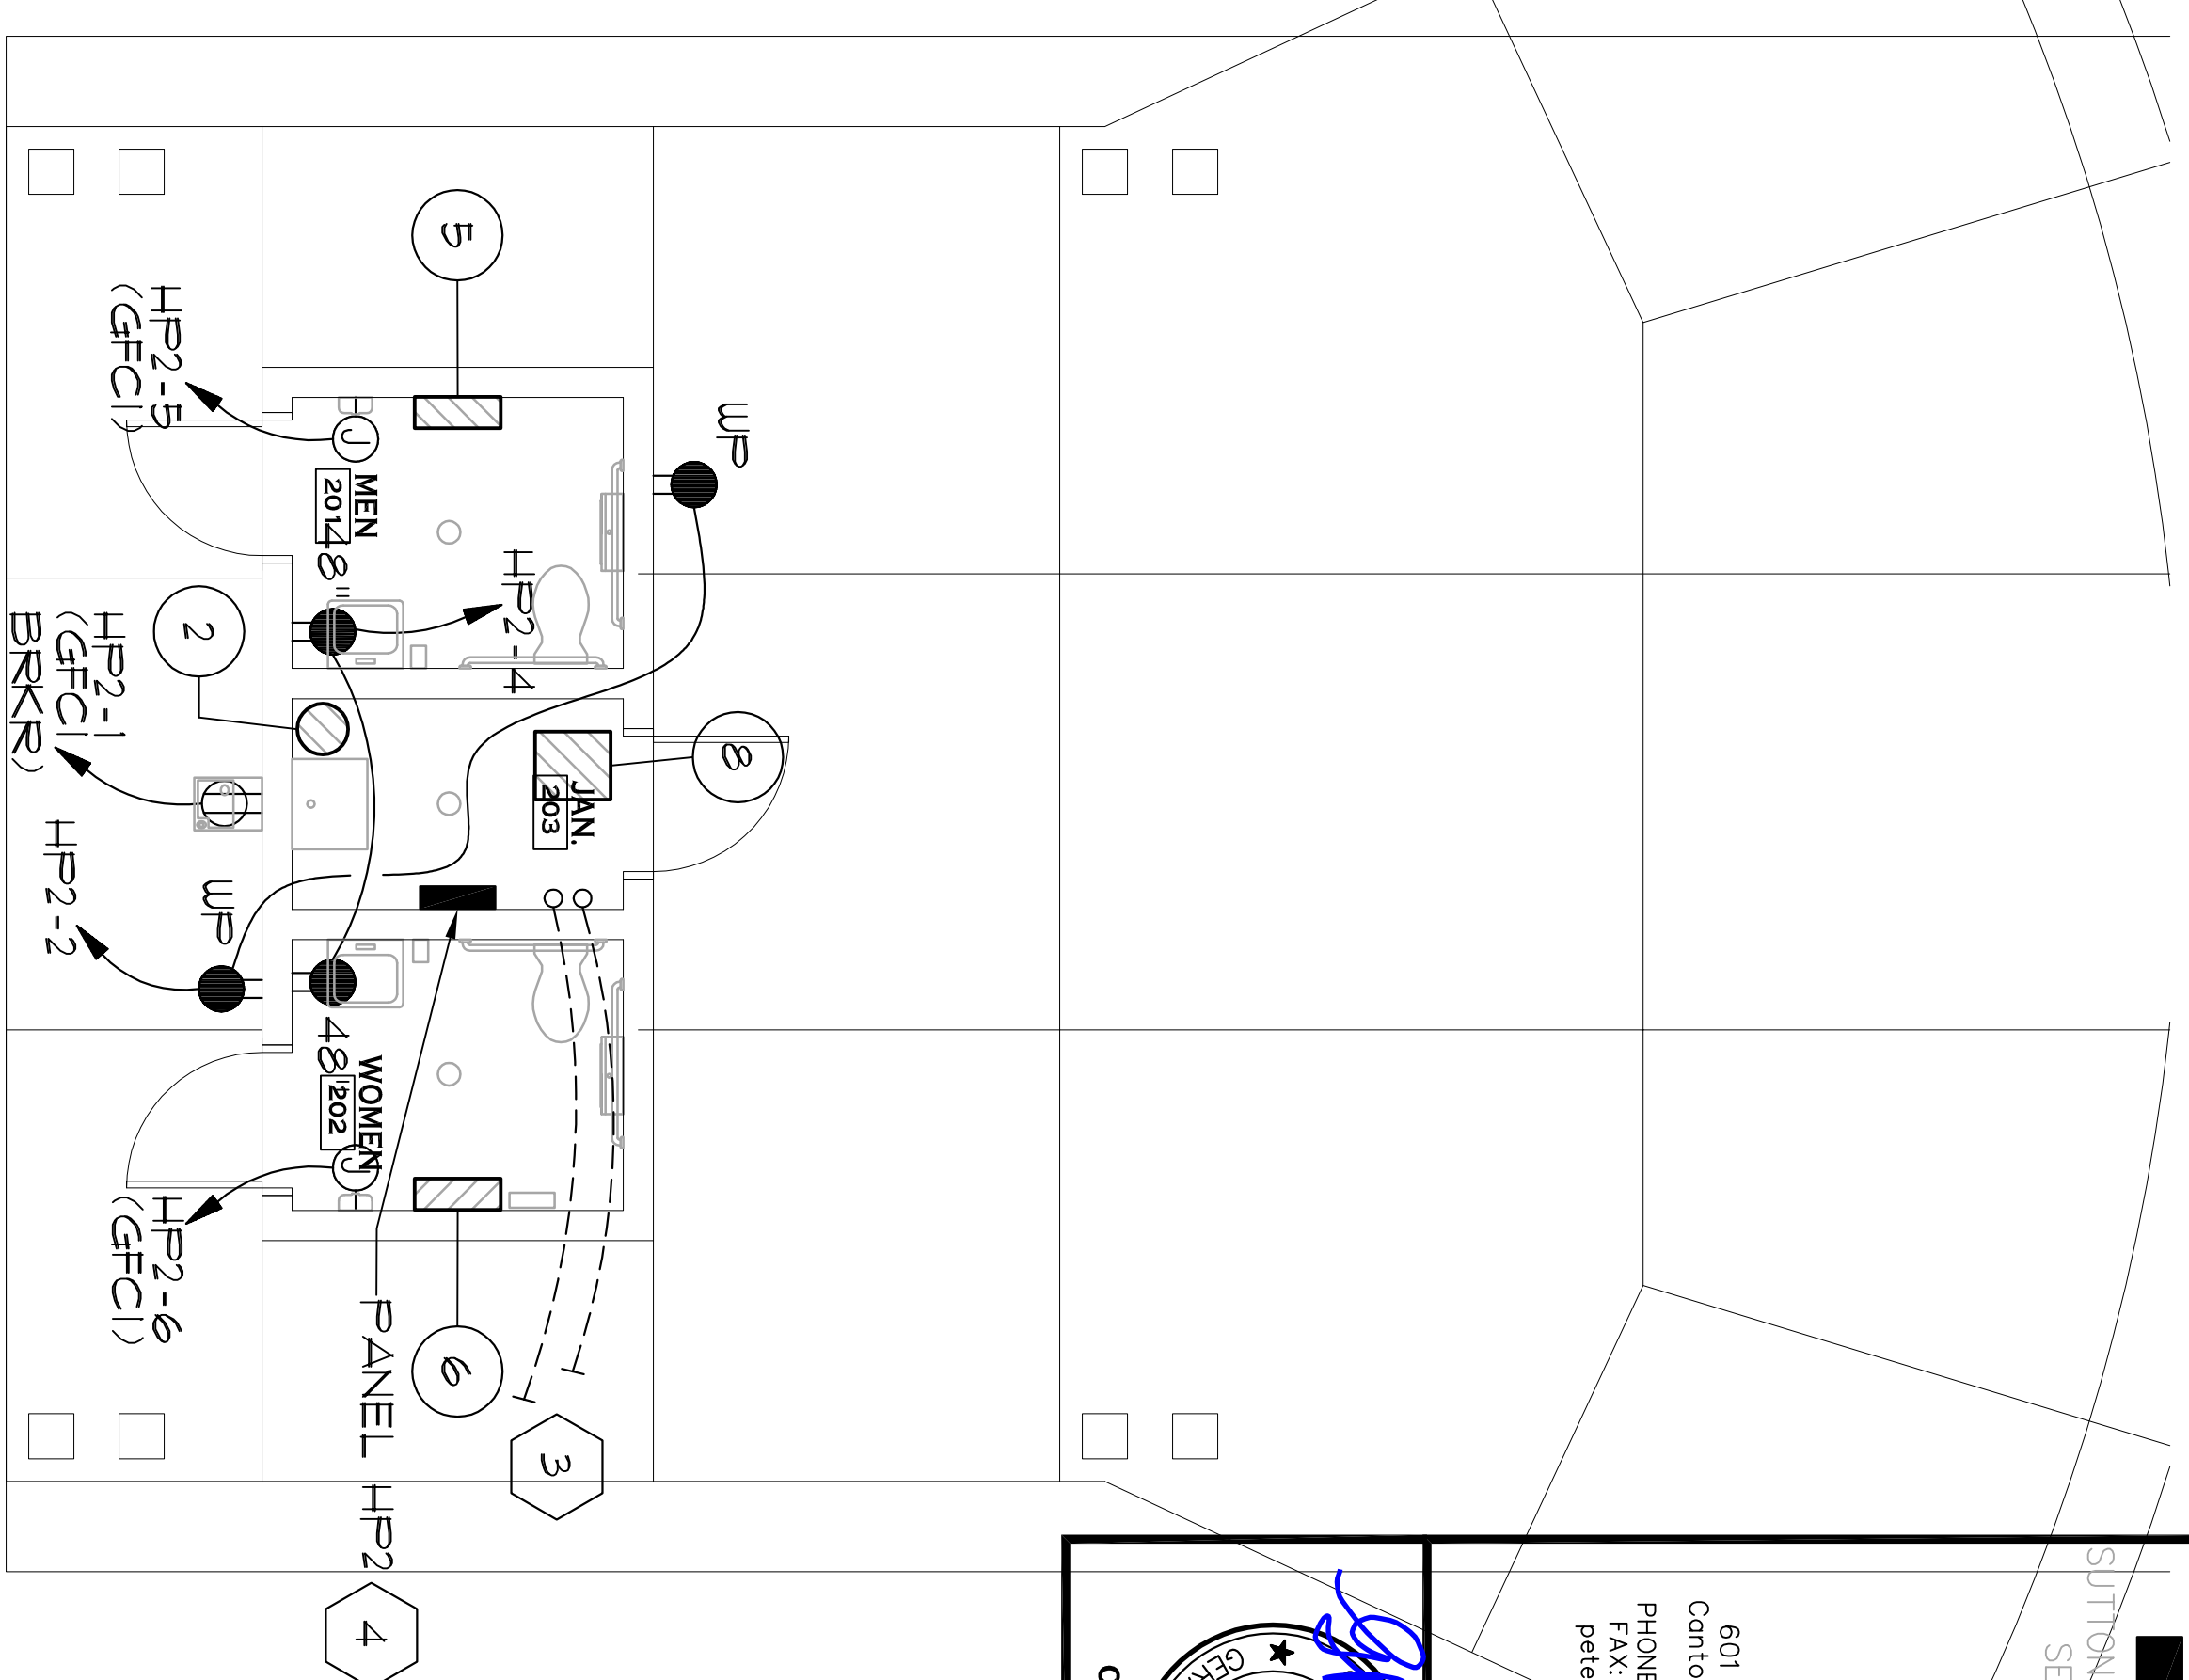 5
HP2-5
(GFCI)
WP
MEN
201
48"
HP2-4
2
HP2-1
(GFCI
BRKR)
8
JAN.
203
HP2-2
WP
48"
WOMEN
202
J
J
HP2-6
(GFCI)
6
PANEL HP2
3
4
601
Canto
PHONE
FAX:
pete
SUTTON
SE